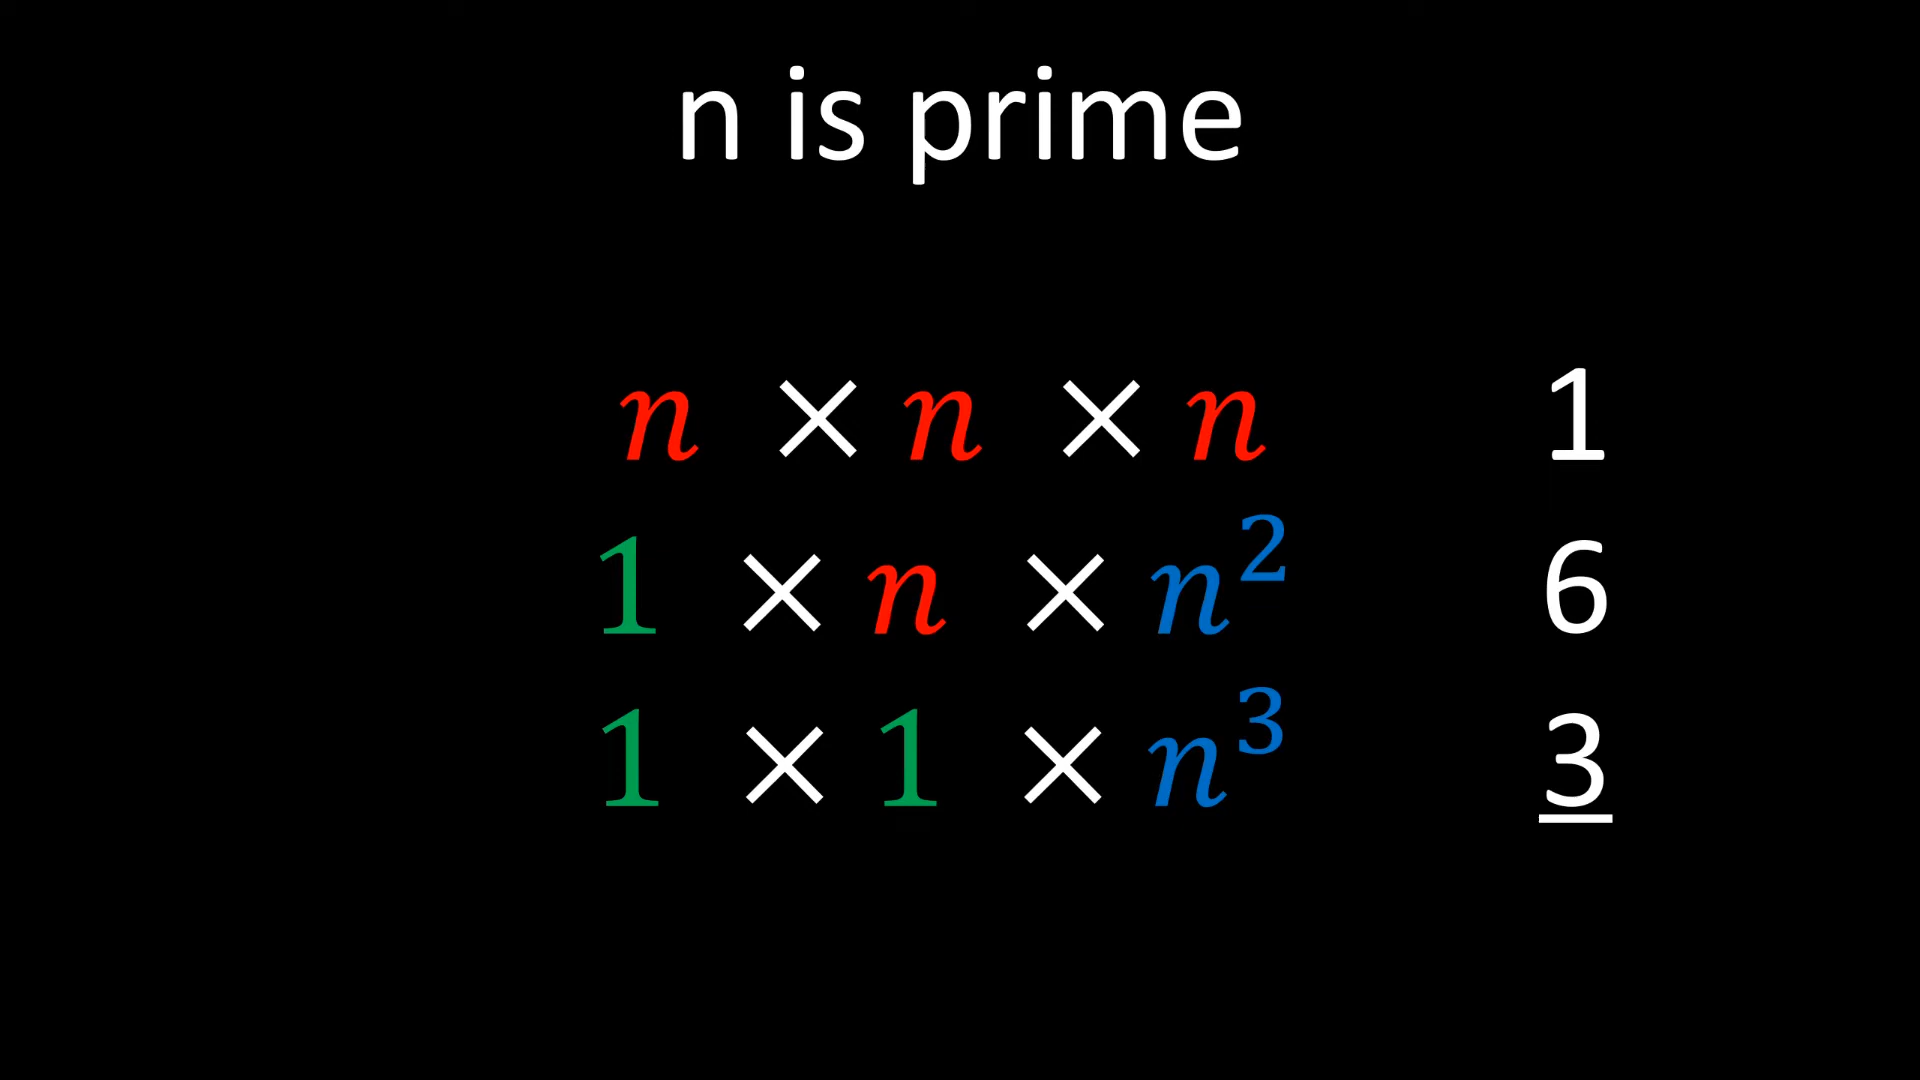 n is prime
n × n × n 1
1 × n × n² 6
1 × 1 × n³ 3